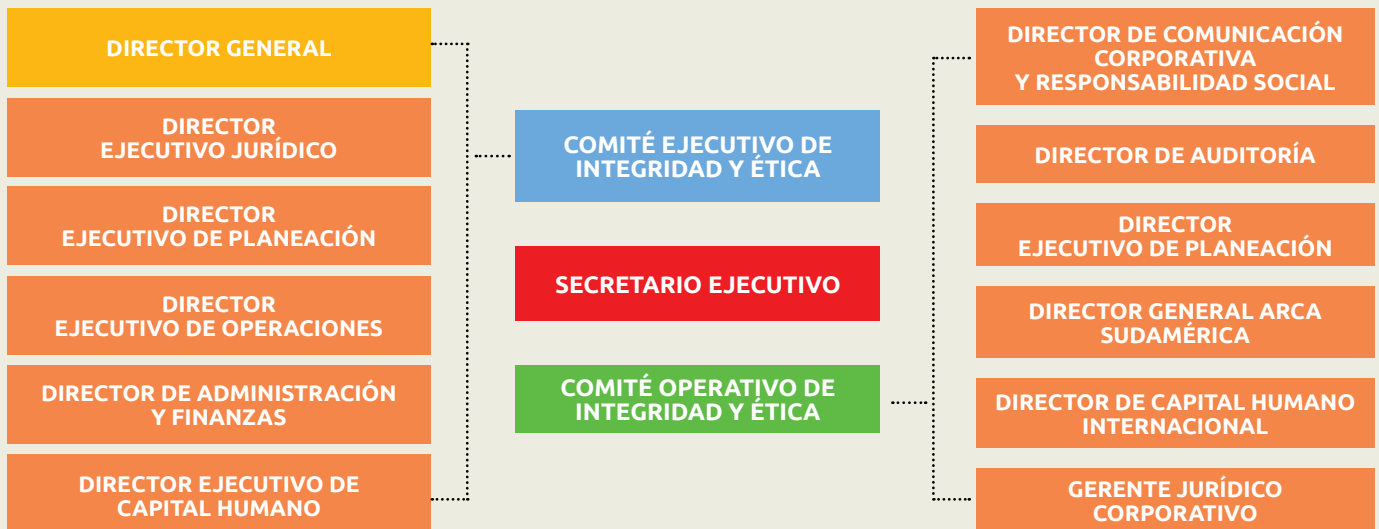 DIRECTOR GENERAL
DIRECTOR
EJECUTIVO JURÍDICO
DIRECTOR
EJECUTIVO DE PLANEACIÓN
DIRECTOR
EJECUTIVO DE OPERACIONES
DIRECTOR DE ADMINISTRACIÓN
Y FINANZAS
DIRECTOR EJECUTIVO DE
CAPITAL HUMANO
COMITÉ EJECUTIVO DE
INTEGRIDAD Y ÉTICA
SECRETARIO EJECUTIVO
COMITÉ OPERATIVO DE
INTEGRIDAD Y ÉTICA
DIRECTOR DE COMUNICACIÓN
CORPORATIVA
Y RESPONSABILIDAD SOCIAL
DIRECTOR DE AUDITORÍA
DIRECTOR
EJECUTIVO DE PLANEACIÓN
DIRECTOR GENERAL ARCA
SUDAMÉRICA
DIRECTOR DE CAPITAL HUMANO
INTERNACIONAL
GERENTE JURÍDICO
CORPORATIVO